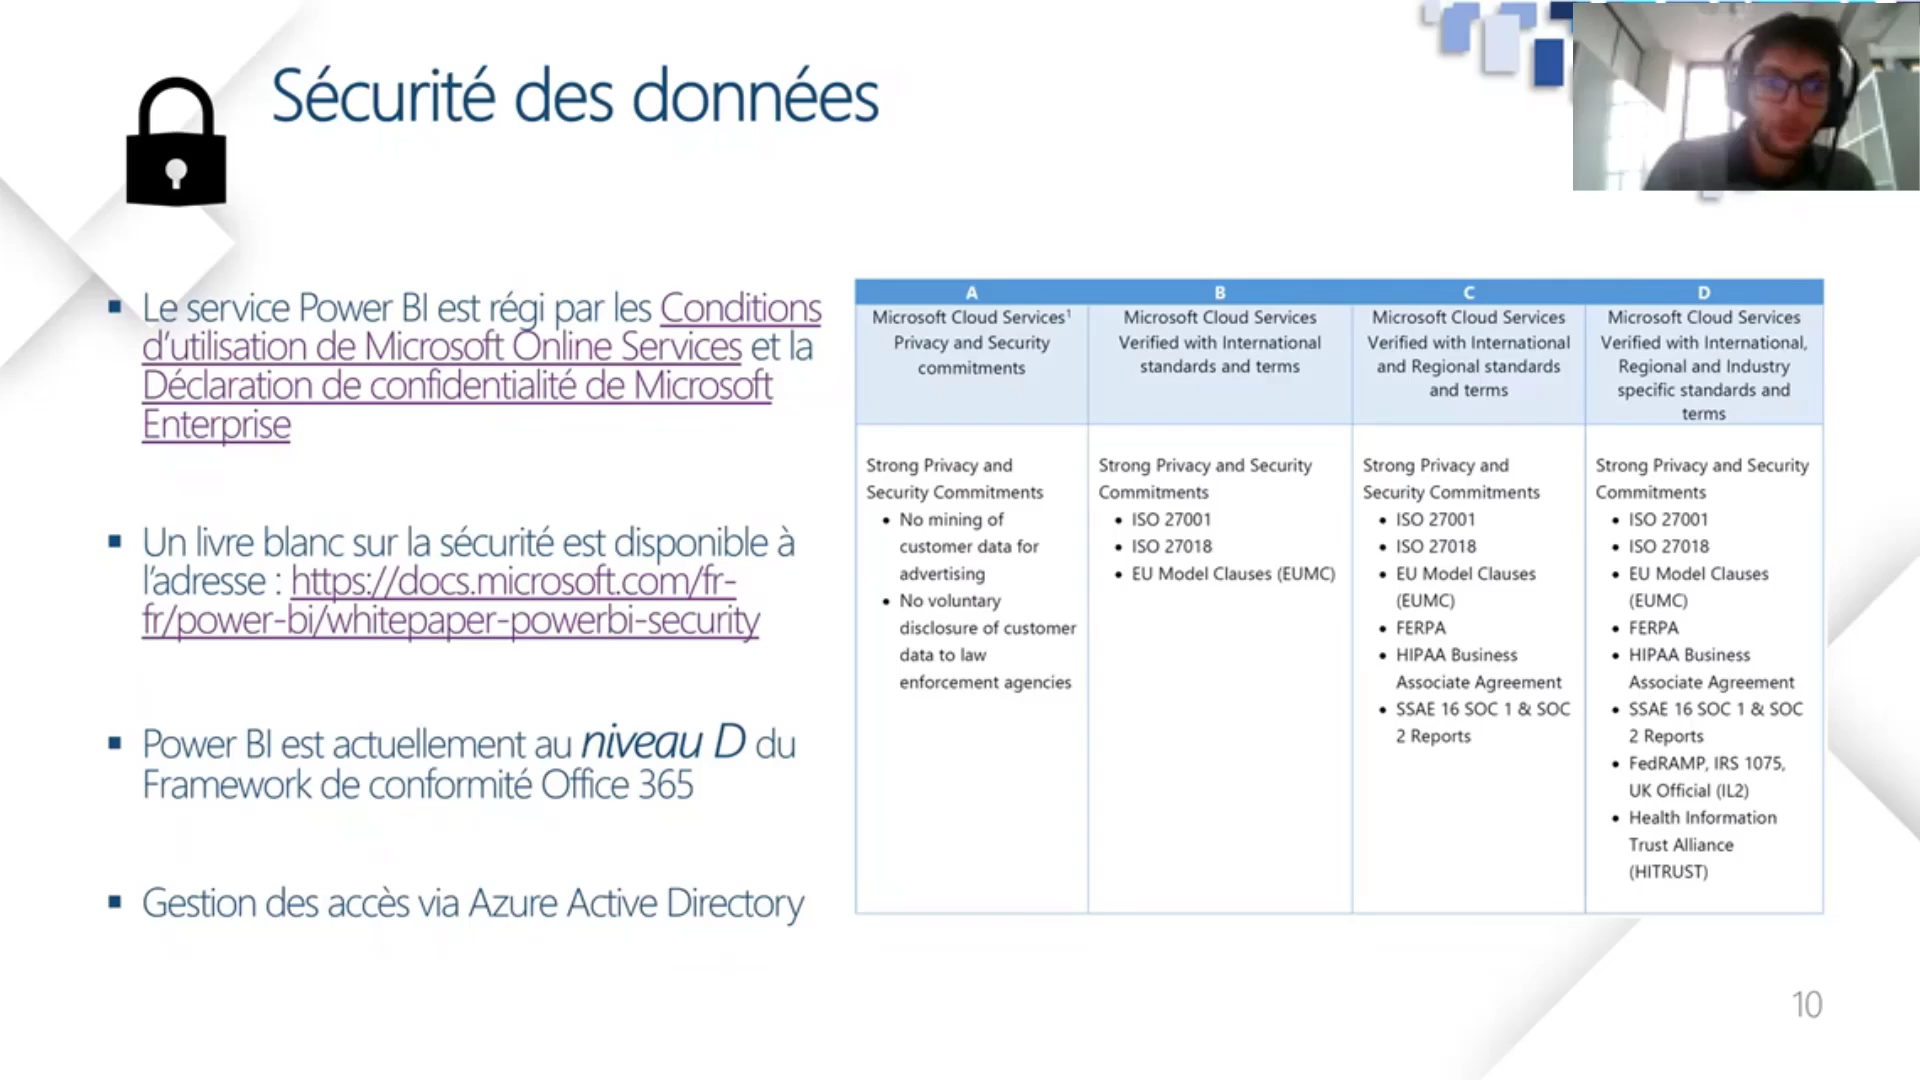 Sécurité des données
Le service Power BI est régi par les Conditions
d’utilisation de Microsoft Online Services et la
Déclaration de confidentialité de Microsoft
Enterprise
Un livre blanc sur la sécurité est disponible à
l’adresse : https://docs.microsoft.com/fr-
fr/power-bi/whitepaper-powerbi-security
Power BI est actuellement au niveau D du
Framework de conformité Office 365
Gestion des accès via Azure Active Directory
A
Microsoft Cloud Services¹
Privacy and Security
commitments
Strong Privacy and
Security Commitments
• No mining of
customer data for
advertising
• No voluntary
disclosure of customer
data to law
enforcement agencies
B
Microsoft Cloud Services
Verified with International
standards and terms
Strong Privacy and Security
Commitments
• ISO 27001
• ISO 27018
• EU Model Clauses (EUMC)
C
Microsoft Cloud Services
Verified with International
and Regional standards
and terms
Strong Privacy and
Security Commitments
• ISO 27001
• ISO 27018
• EU Model Clauses
(EUMC)
• FERPA
• HIPAA Business
Associate Agreement
• SSAE 16 SOC 1 & SOC
2 Reports
D
Microsoft Cloud Services
Verified with International,
Regional and Industry
specific standards and
terms
Strong Privacy and Security
Commitments
• ISO 27001
• ISO 27018
• EU Model Clauses
(EUMC)
• FERPA
• HIPAA Business
Associate Agreement
• SSAE 16 SOC 1 & SOC
2 Reports
• FedRAMP, IRS 1075,
UK Official (IL2)
• Health Information
Trust Alliance
(HITRUST)
10